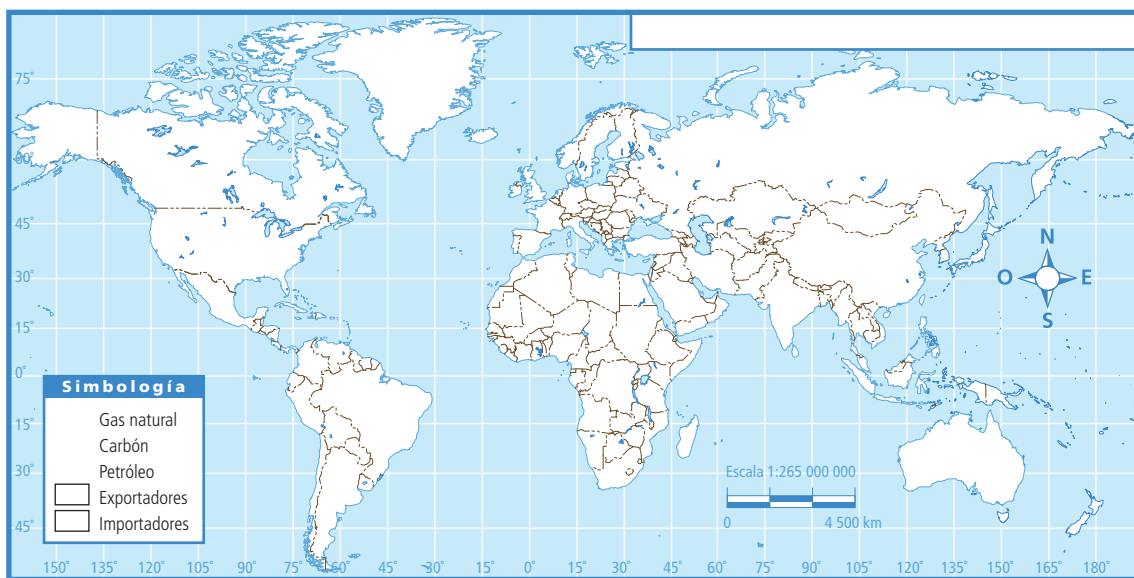 75°
60°
45°
30°
15°
0°
15°
30°
45°
N
O E
S
Simbología
Gas natural
Carbón
Petróleo
Exportadores
Importadores
Escala 1:265 000 000
0 4 500 km
150° 135° 120° 105° 90° 75° 60° 45° 30° 15° 0° 15° 30° 45° 60° 75° 90° 105° 120° 135° 150° 165° 180°